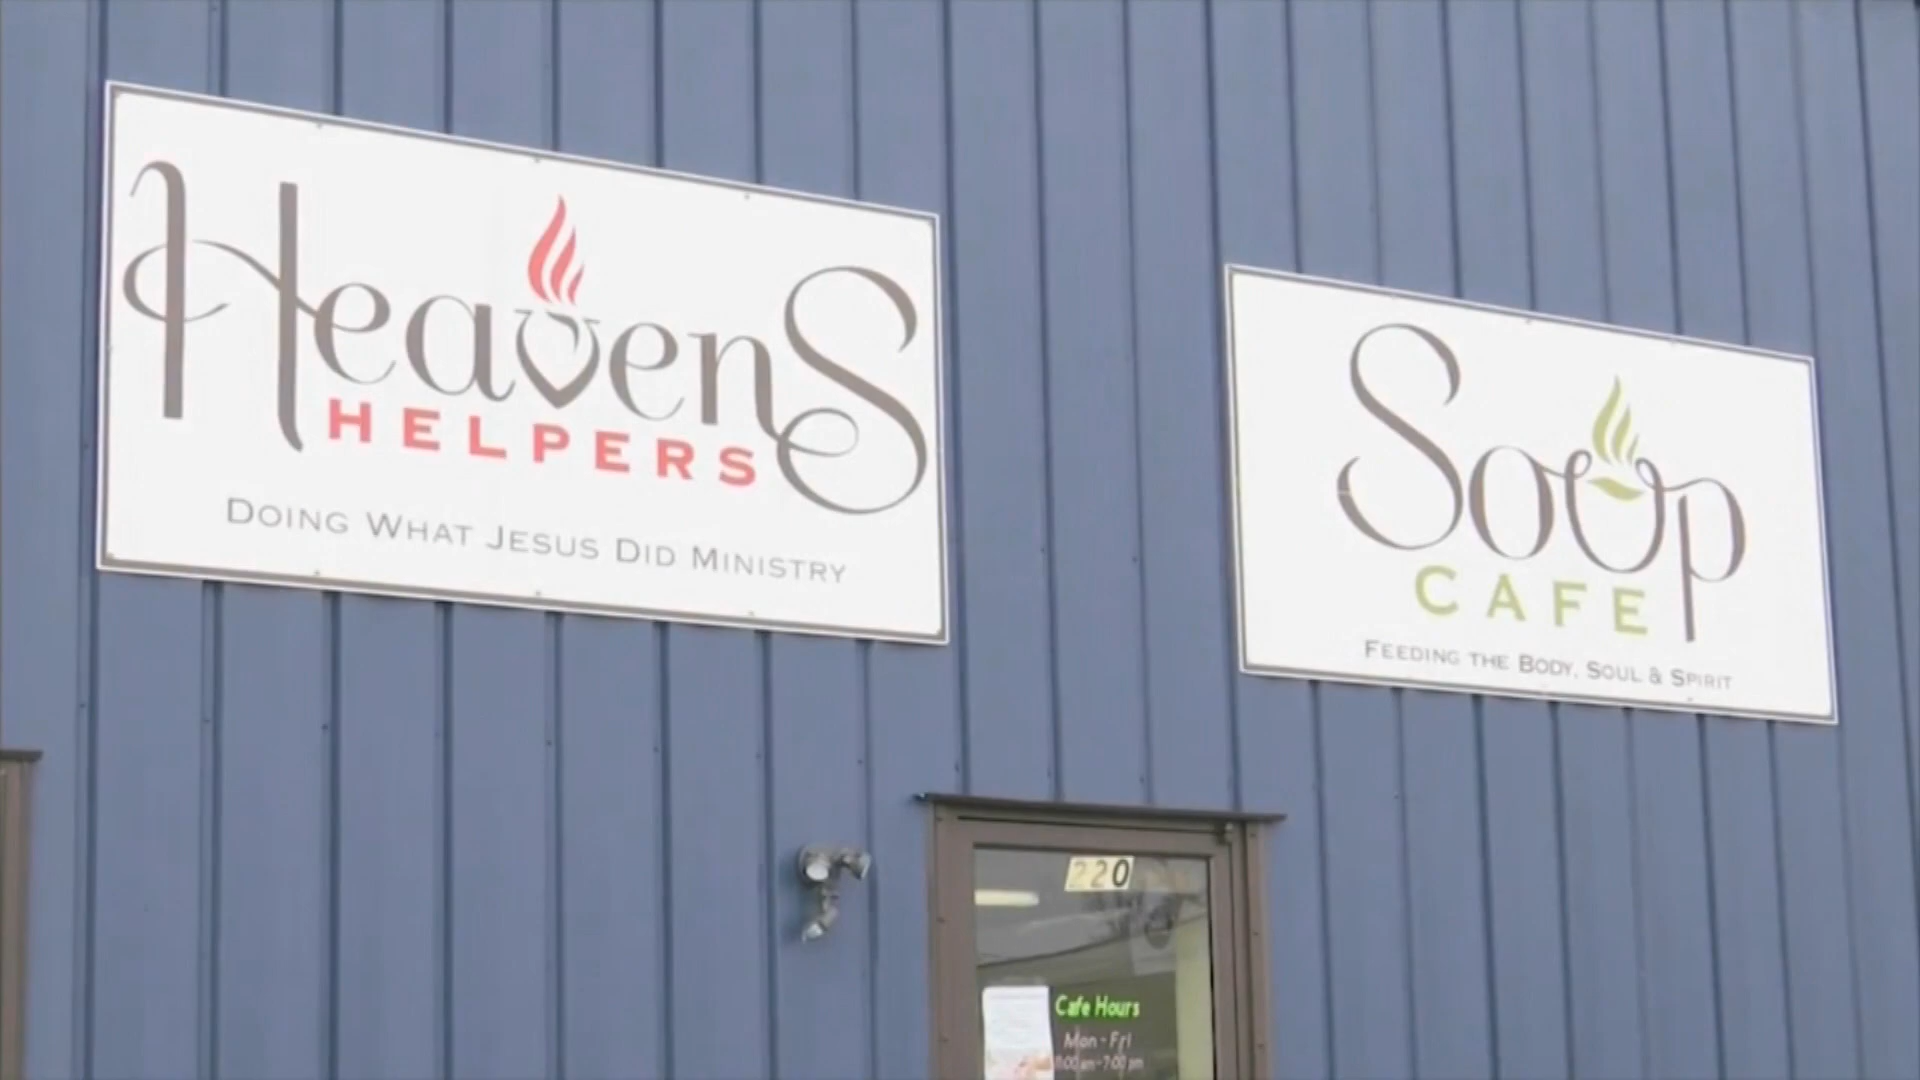 HeavenS
HELPERS
DOING WHAT JESUS DID MINISTRY
Soup
CAFE
FEEDING THE BODY, SOUL & SPIRIT
220
Cafe Hours
Mon - Fri